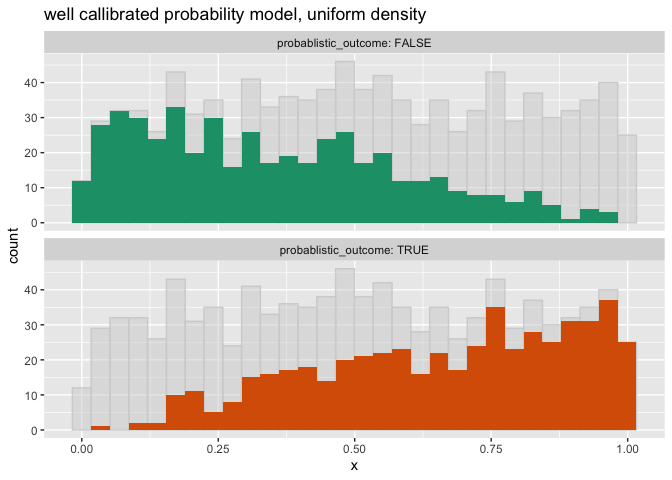 well callibrated probability model, uniform density
probablistic_outcome: FALSE
40
30
20
10
0
count
probablistic_outcome: TRUE
40
30
20
10
0
0.00 0.25 0.50 0.75 1.00
x